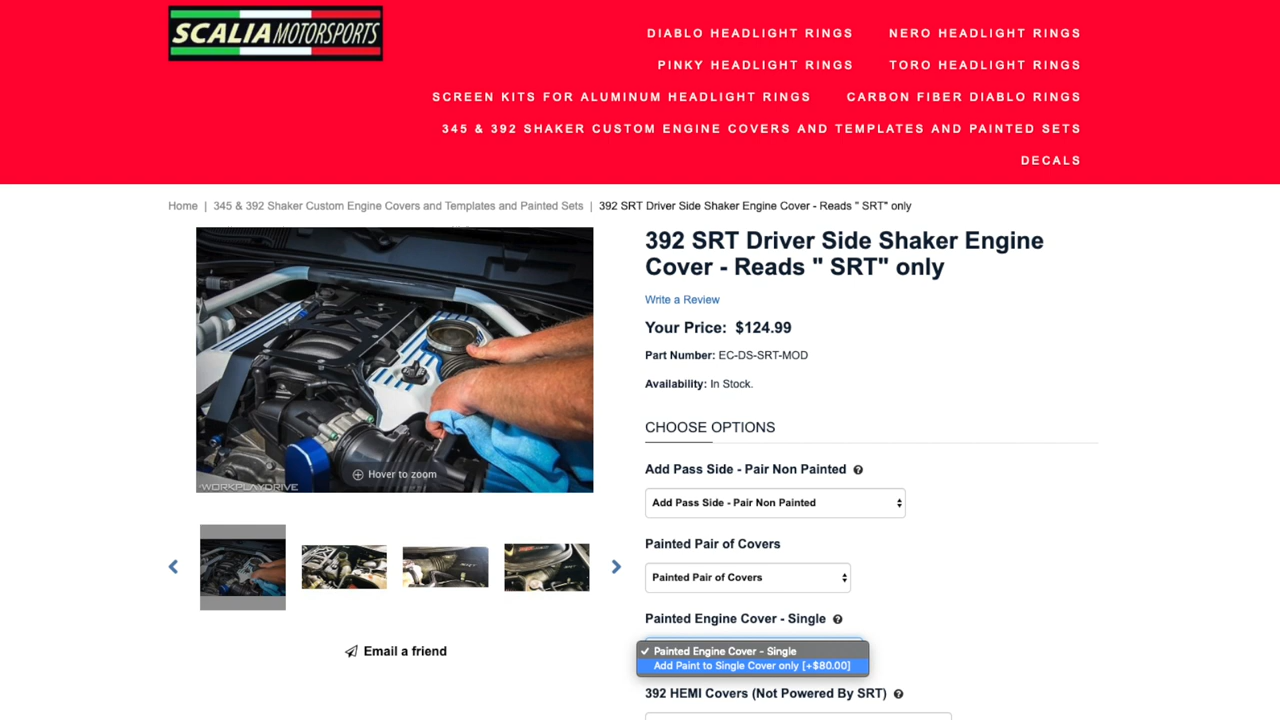 SCALIA MOTORSPORTS
DIABLO HEADLIGHT RINGS NERO HEADLIGHT RINGS
PINKY HEADLIGHT RINGS TORO HEADLIGHT RINGS
SCREEN KITS FOR ALUMINUM HEADLIGHT RINGS CARBON FIBER DIABLO RINGS
345 & 392 SHAKER CUSTOM ENGINE COVERS AND TEMPLATES AND PAINTED SETS
DECALS
Home | 345 & 392 Shaker Custom Engine Covers and Templates and Painted Sets | 392 SRT Driver Side Shaker Engine Cover - Reads " SRT" only
Hover to zoom
WORKPLAYDRIVE
Email a friend
392 SRT Driver Side Shaker Engine
Cover - Reads " SRT" only
Write a Review
Your Price: $124.99
Part Number: EC-DS-SRT-MOD
Availability: In Stock.
CHOOSE OPTIONS
Add Pass Side - Pair Non Painted
Add Pass Side - Pair Non Painted
Painted Pair of Covers
Painted Pair of Covers
Painted Engine Cover - Single
✓ Painted Engine Cover - Single
Add Paint to Single Cover only [+$80.00]
392 HEMI Covers (Not Powered By SRT)